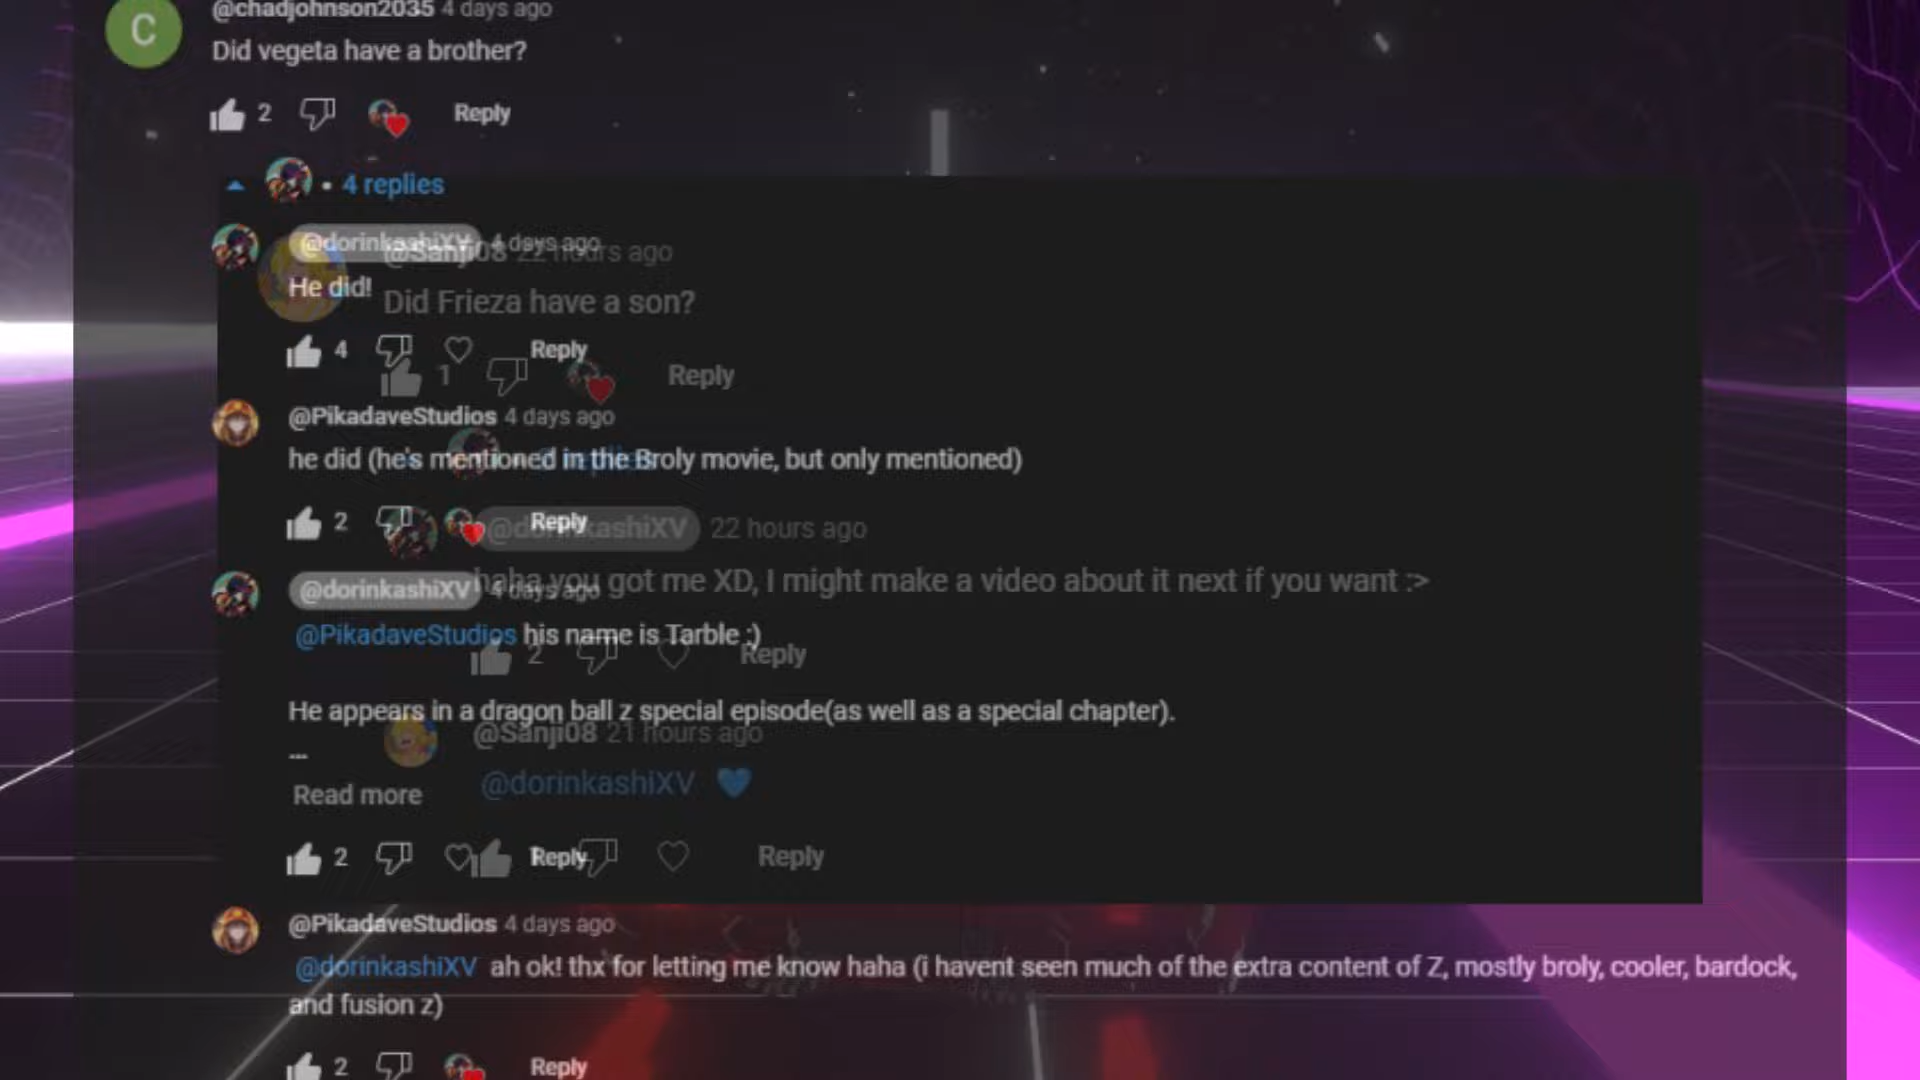 @chadjohnson2035 4 days ago
Did vegeta have a brother?
2 Reply
4 replies
@dorinkashiXV 4 days ago
He did!
4 Reply
@PikadaveStudios 4 days ago
he did (he's mentioned in the Broly movie, but only mentioned)
2 Reply
@dorinkashiXV 4 days ago
@PikadaveStudios his name is Tarble :)
He appears in a dragon ball z special episode(as well as a special chapter).
...
Read more
2 Reply
@PikadaveStudios 4 days ago
@dorinkashiXV ah ok! thx for letting me know haha (i havent seen much of the extra content of Z, mostly broly, cooler, bardock,
and fusion z)
2 Reply
@Sanji08 22 hours ago
Did Frieza have a son?
1 Reply
replies
@dorinkashiXV 22 hours ago
haha you got me XD, I might make a video about it next if you want :>
2 Reply
@Sanji08 21 hours ago
@dorinkashiXV 💙
Reply
C